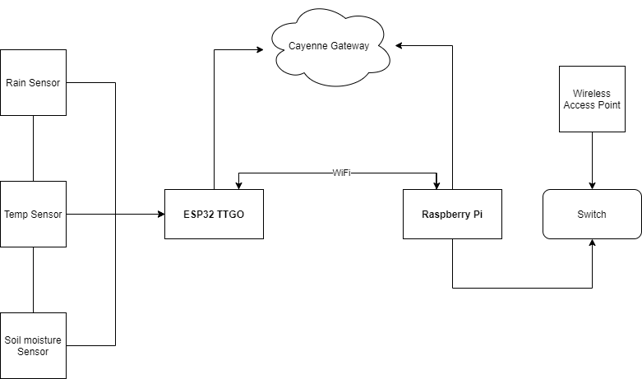 Cayenne Gateway
Rain Sensor
Wireless
Access Point
WiFi
Temp Sensor
ESP32 TTGO
Raspberry Pi
Switch
Soil moisture
Sensor